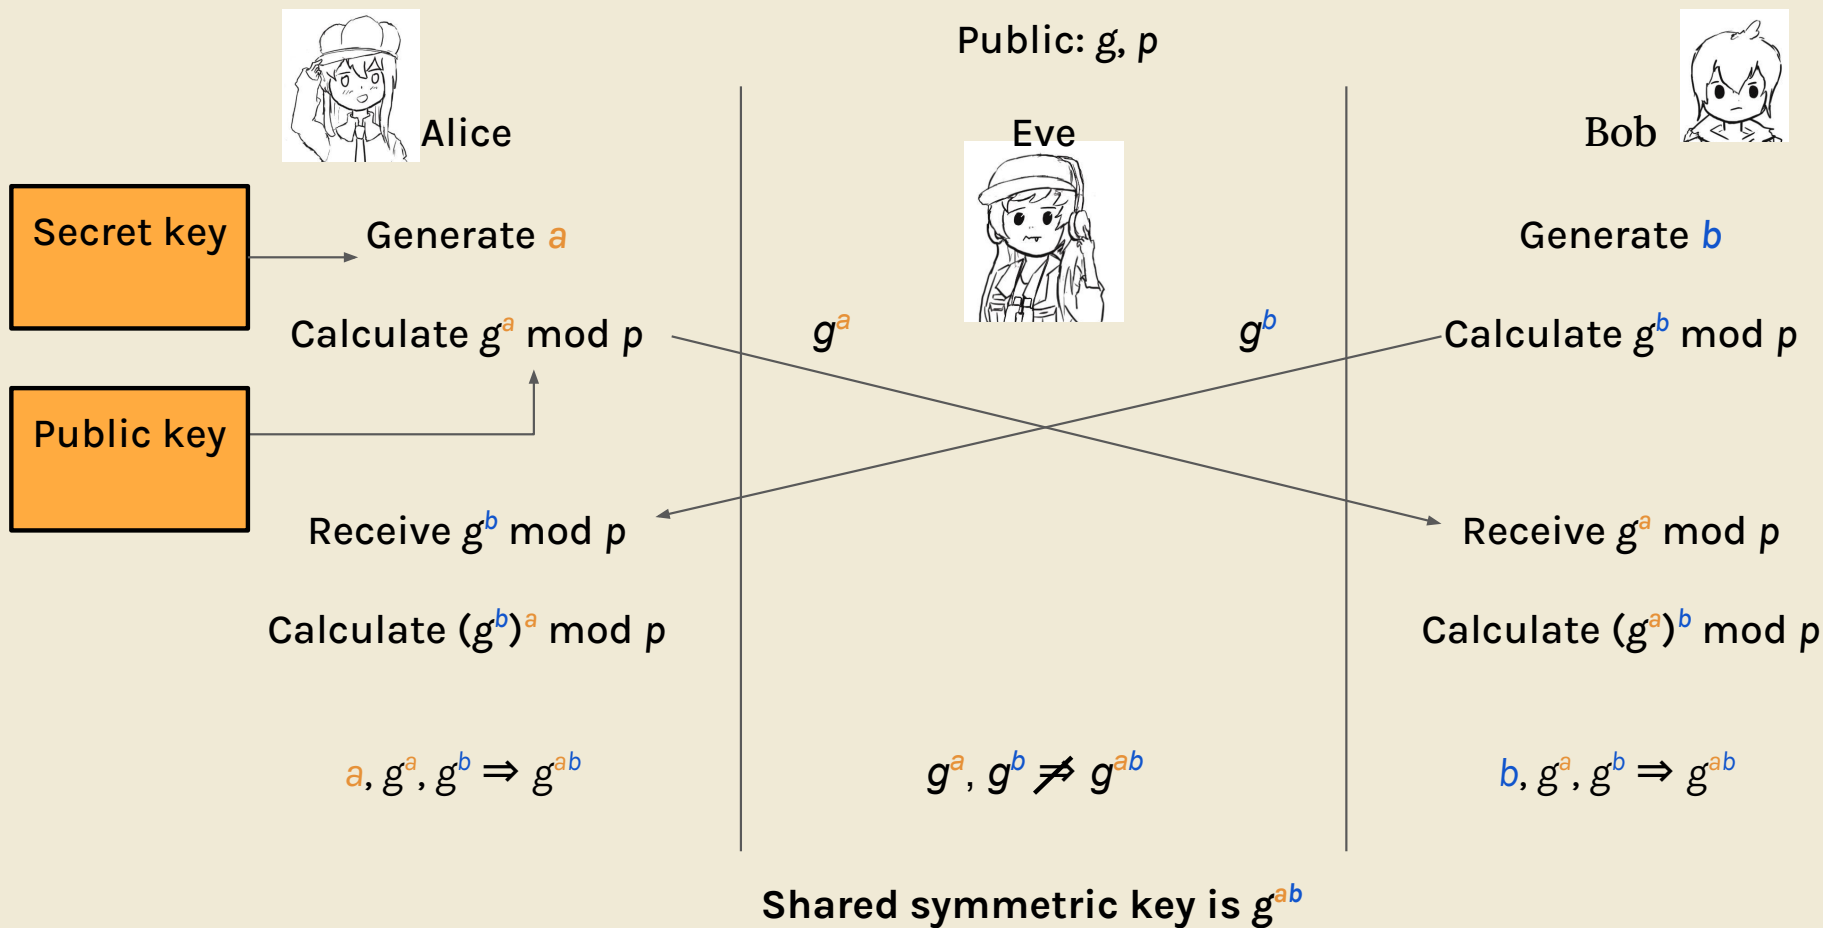 Public: g, p
Alice
Eve
Bob
Secret key
Generate a
Generate b
Calculate gᵃ mod p
gᵃ
gᵇ
Calculate gᵇ mod p
Public key
Receive gᵇ mod p
Receive gᵃ mod p
Calculate (gᵇ)ᵃ mod p
Calculate (gᵃ)ᵇ mod p
a, gᵃ, gᵇ ⇒ gᵃᵇ
gᵃ, gᵇ ⇏ gᵃᵇ
b, gᵃ, gᵇ ⇒ gᵃᵇ
Shared symmetric key is gᵃᵇ